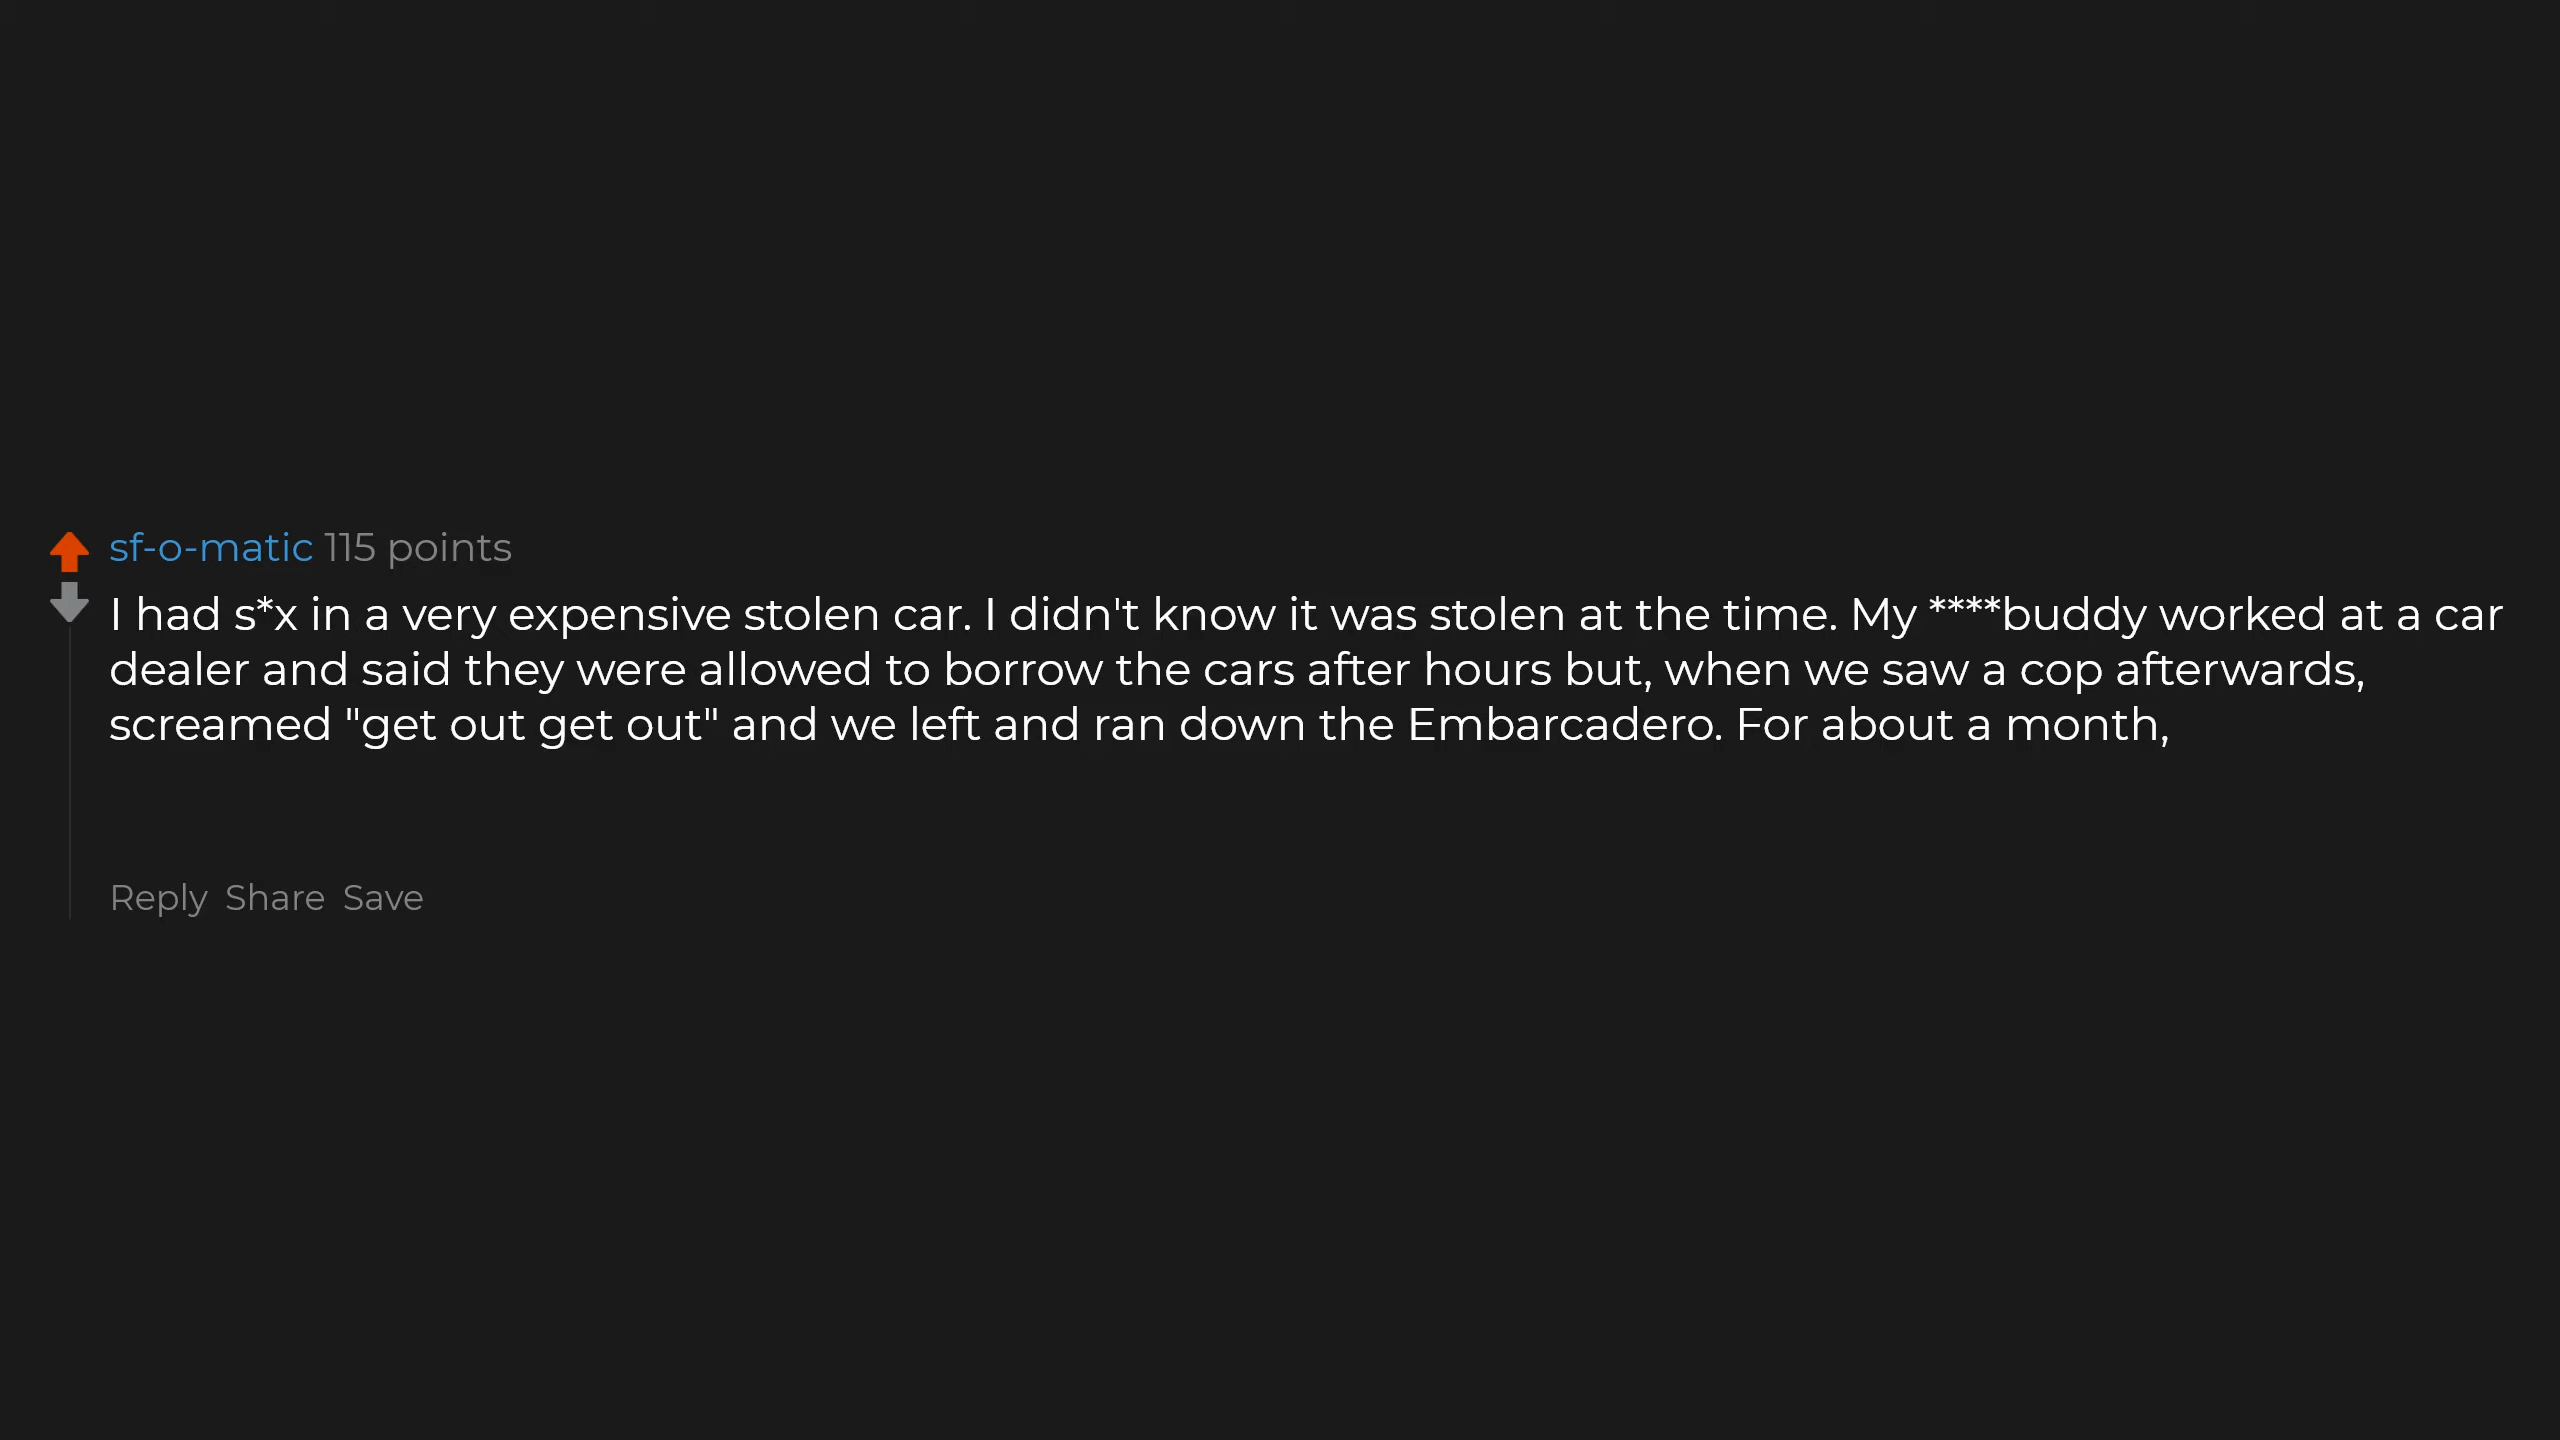 sf-o-matic 115 points
I had s*x in a very expensive stolen car. I didn't know it was stolen at the time. My ****buddy worked at a car
dealer and said they were allowed to borrow the cars after hours but, when we saw a cop afterwards,
screamed "get out get out" and we left and ran down the Embarcadero. For about a month,
Reply Share Save